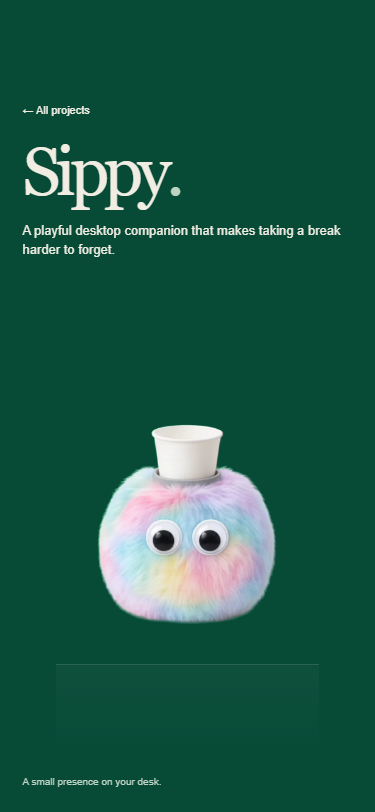 ← All projects
Sippy.
A playful desktop companion that makes taking a break
harder to forget.
A small presence on your desk.